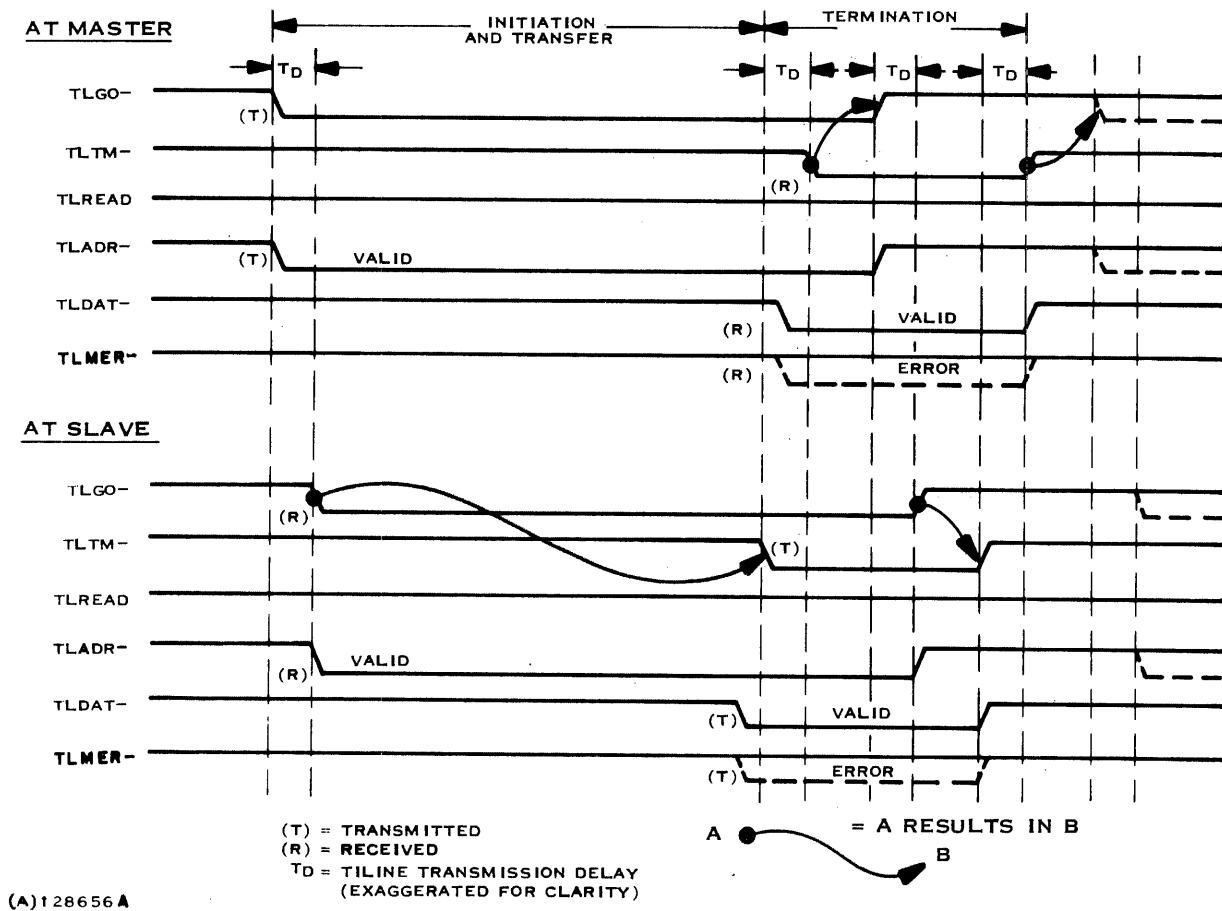 AT MASTER
INITIATION
AND TRANSFER
TERMINATION
TD
TD
TD
TD
TLGO-
(T)
TLTM-
(R)
TLREAD
TLADR-
(T)
VALID
TLDAT-
(R)
VALID
TLMER-
(R)
ERROR
AT SLAVE
TLGO-
(R)
TLTM-
(T)
TLREAD
TLADR-
(R)
VALID
TLDAT-
(T)
VALID
TLMER-
(T)
ERROR
(T) = TRANSMITTED
(R) = RECEIVED
TD = TILINE TRANSMISSION DELAY
(EXAGGERATED FOR CLARITY)
A
B
= A RESULTS IN B
(A)128656A